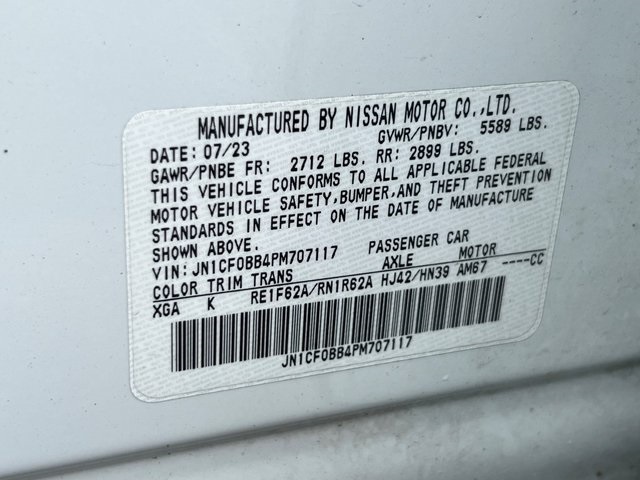 MANUFACTURED BY NISSAN MOTOR CO.,LTD.
DATE: 07/23 GVWR/PNBV: 5589 LBS.
GAWR/PNBE FR: 2712 LBS. RR: 2899 LBS.
THIS VEHICLE CONFORMS TO ALL APPLICABLE FEDERAL
MOTOR VEHICLE SAFETY,BUMPER,AND THEFT PREVENTION
STANDARDS IN EFFECT ON THE DATE OF MANUFACTURE
SHOWN ABOVE.
VIN:JN1CF0BB4PM707117 PASSENGER CAR
COLOR TRIM TRANS AXLE MOTOR ----CC
XGA K RE1F62A/RN1R62A HJ42/HN39 AM67
JN1CF0BB4PM707117